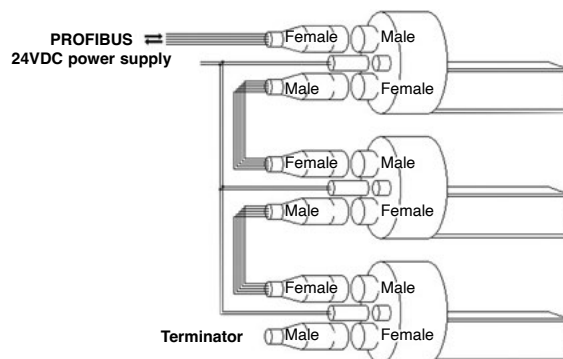 PROFIBUS
Female Male
24VDC power supply
Male Female
Female Male
Male Female
Female Male
Terminator Male Female